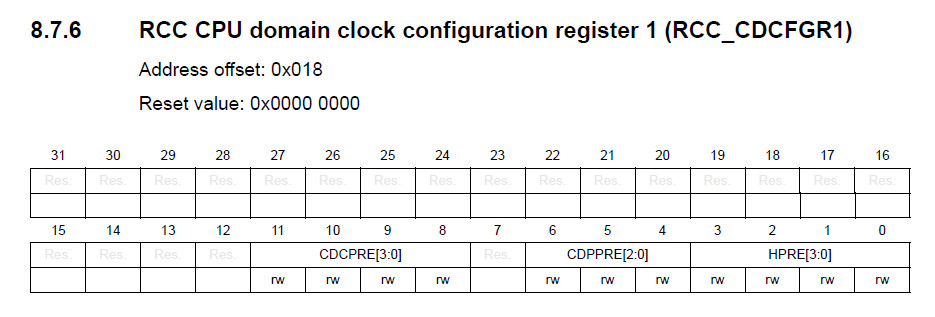 8.7.6 RCC CPU domain clock configuration register 1 (RCC_CDCFGR1)
Address offset: 0x018
Reset value: 0x0000 0000
31 30 29 28 27 26 25 24 23 22 21 20 19 18 17 16
Res. Res. Res. Res. Res. Res. Res. Res. Res. Res. Res. Res. Res. Res. Res. Res.
15 14 13 12 11 10 9 8 7 6 5 4 3 2 1 0
Res. Res. Res. Res. CDCPRE[3:0] Res. CDPPRE[2:0] HPRE[3:0]
rw rw rw rw rw rw rw rw rw rw rw